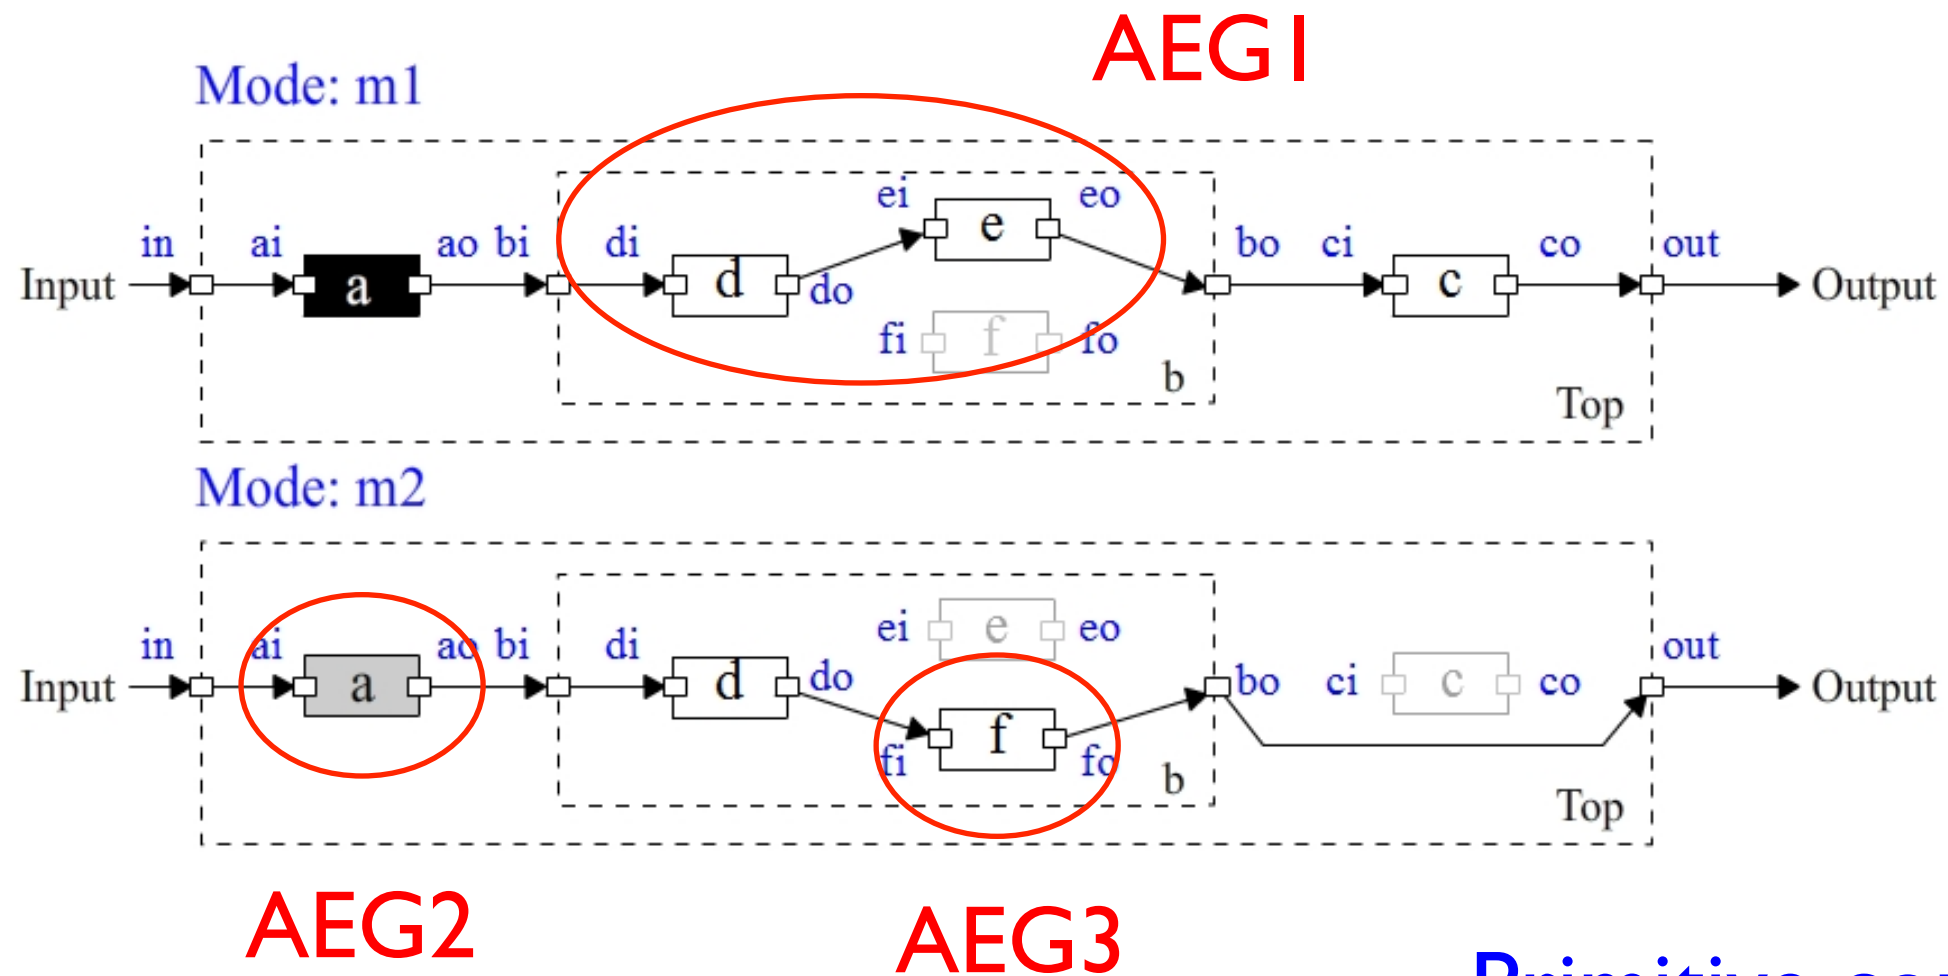 AEG1
Mode: m1
in ai ao bi di do ei e eo bo ci co out
Input a d c Output
fi f fo
b
Top
Mode: m2
in ai ao bi di do ei e eo bo ci c co out
Input a d f Output
fi fo
b
Top
AEG2 AEG3
Primitive